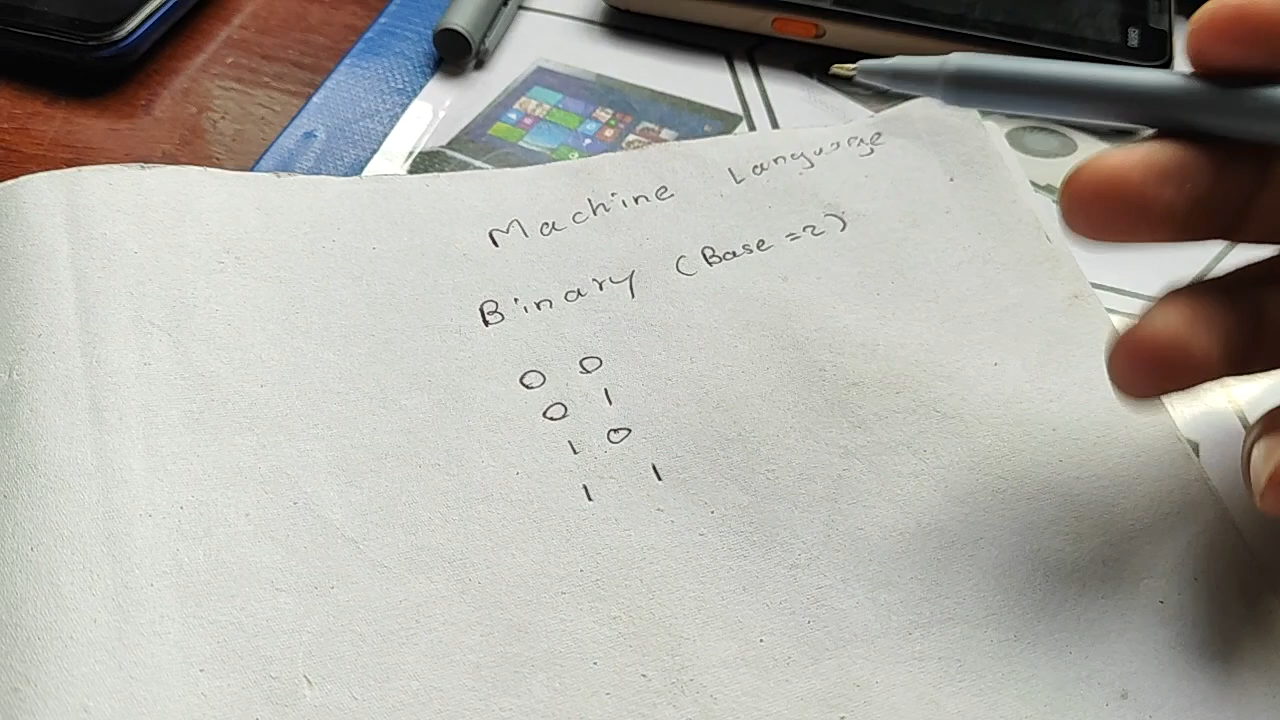 Machine Language
Binary (Base = 2)
0 0
0 1
1 0
1 1